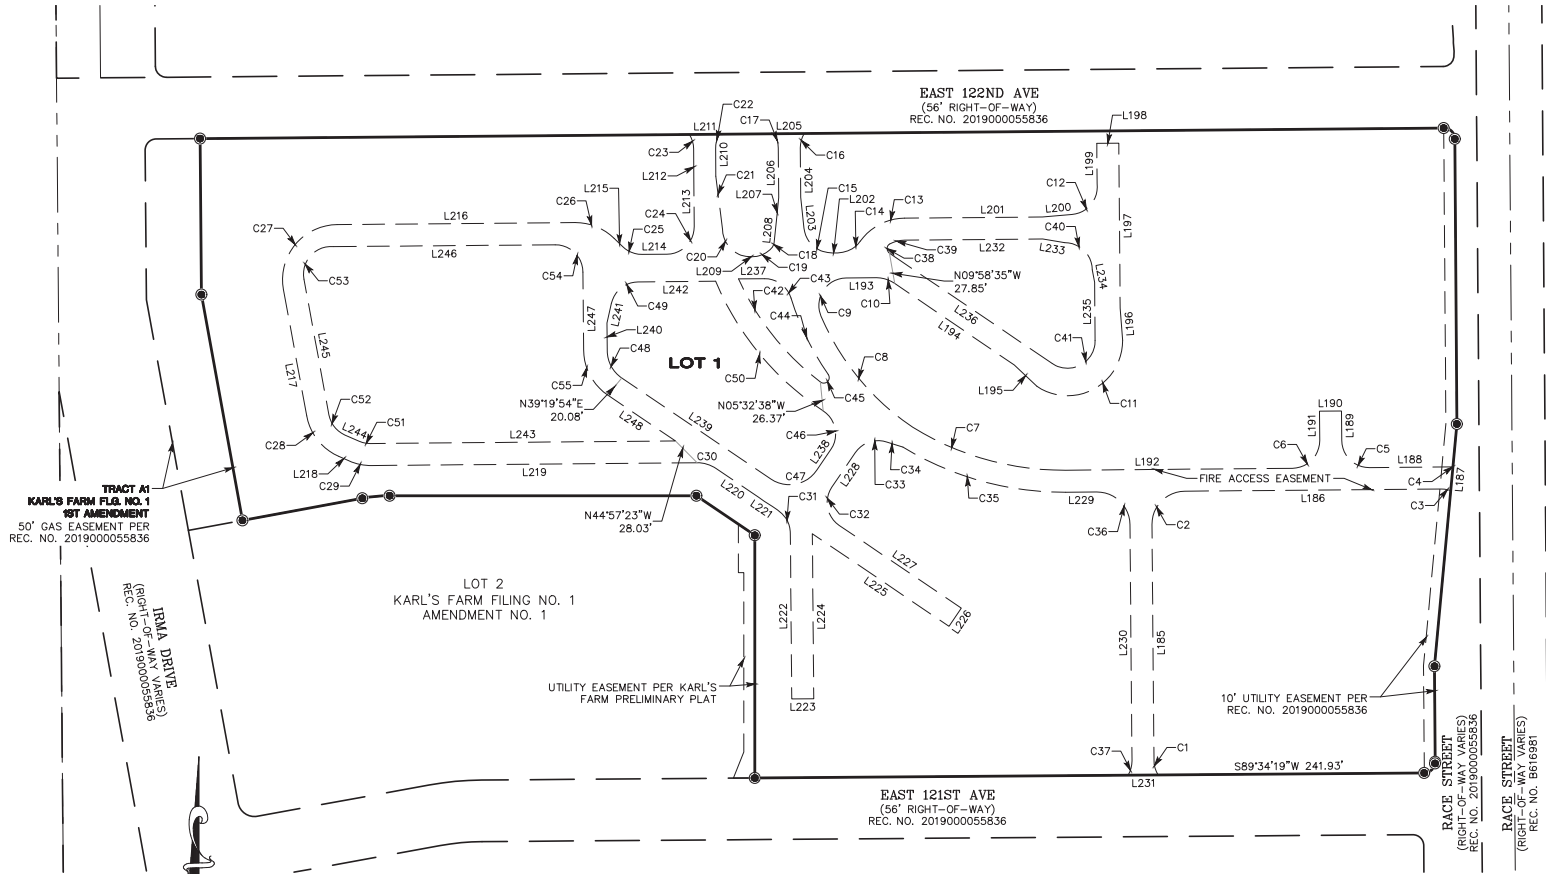 EAST 122ND AVE
(56' RIGHT-OF-WAY)
REC. NO. 2019000055836
L198
C22
C17
L211
L205
C23
L210
C16
L212
L206
L204
L199
C21
L213
L207
C15
L202
C12
L215
C26
C24
C25
L214
L208
L203
C14
C13
L201
L200
L197
L216
C27
C40
L246
C20
C18
C19
C39
C38
L232
L233
L209
L237
C54
C53
C43
N09°58'35"W
27.85'
L234
C49
L242
C42
L193
C10
C9
L247
L241
C44
L236
L235
L196
L240
L194
C41
L245
C48
LOT 1
C50
C8
L217
C55
N39°19'54"E
20.08'
N05°32'38"W
26.37'
L195
C11
C45
C52
C51
L248
L239
L190
L191
L189
C28
L244
L243
C46
C7
C6
C5
L218
C30
L238
C34
L192
L188
L187
C29
L219
C47
L228
C33
C35
FIRE ACCESS EASEMENT
C4
L220
L229
L186
C3
TRACT A1
KARL'S FARM FLG. NO. 1
1ST AMENDMENT
50' GAS EASEMENT PER
REC. NO. 2019000055836
N44°57'23"W
28.03'
L221
C31
C32
C36
C2
L227
L225
L226
LOT 2
KARL'S FARM FILING NO. 1
AMENDMENT NO. 1
L222
L224
L230
L185
IRMA DRIVE
(RIGHT-OF-WAY VARIES)
REC. NO. 2019000055836
UTILITY EASEMENT PER KARL'S
FARM PRELIMINARY PLAT
L223
10' UTILITY EASEMENT PER
REC. NO. 2019000055836
C37
C1
L231
S89°34'19"W 241.93'
EAST 121ST AVE
(56' RIGHT-OF-WAY)
REC. NO. 2019000055836
RACE STREET
(RIGHT-OF-WAY VARIES)
REC. NO. 2019000055836
RACE STREET
(RIGHT-OF-WAY VARIES)
REC. NO. B616981